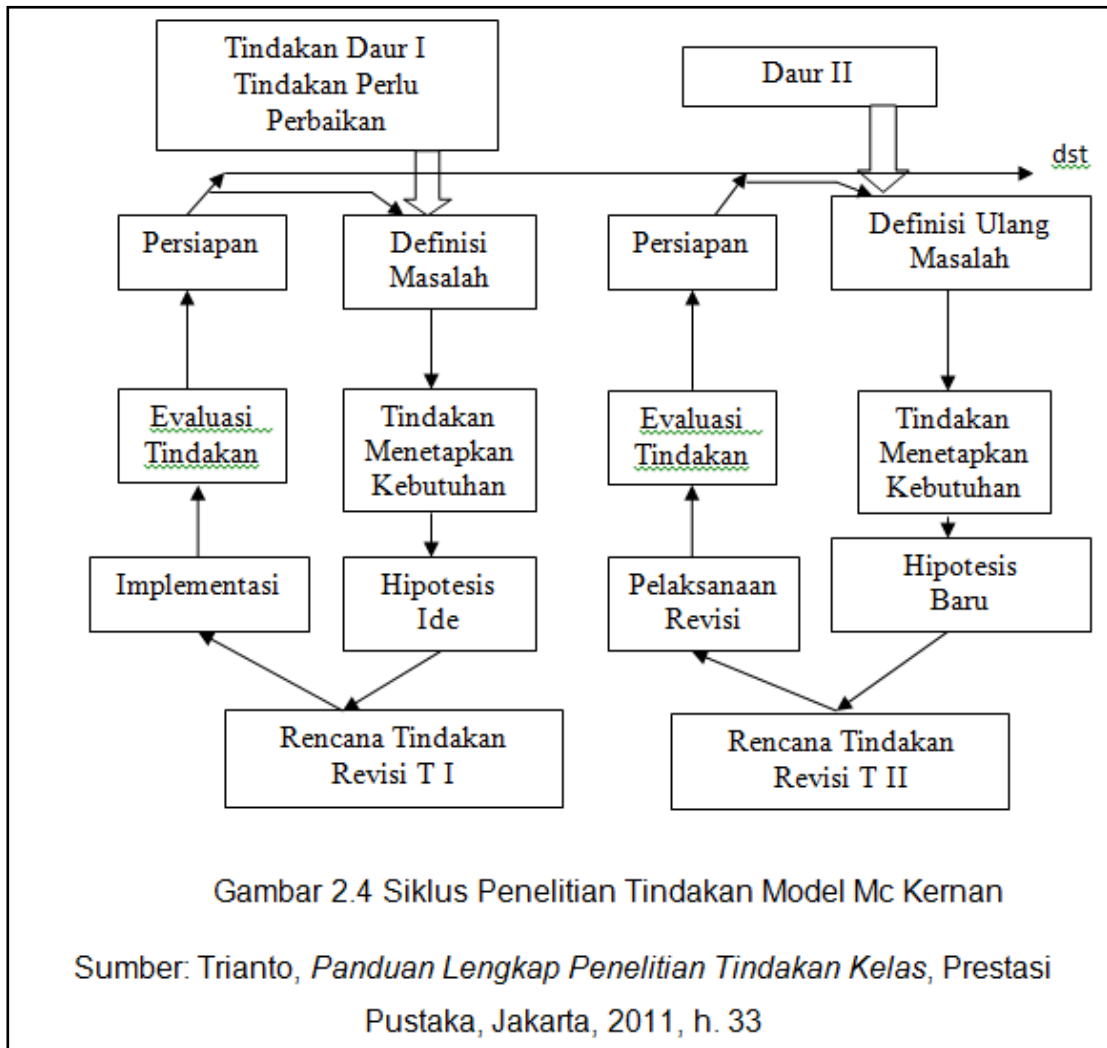 Tindakan Daur I
Tindakan Perlu
Perbaikan
Daur II
dst
Persiapan
Definisi
Masalah
Persiapan
Definisi Ulang
Masalah
Evaluasi
Tindakan
Tindakan
Menetapkan
Kebutuhan
Evaluasi
Tindakan
Tindakan
Menetapkan
Kebutuhan
Implementasi
Hipotesis
Ide
Pelaksanaan
Revisi
Hipotesis
Baru
Rencana Tindakan
Revisi T I
Rencana Tindakan
Revisi T II
Gambar 2.4 Siklus Penelitian Tindakan Model Mc Kernan
Sumber: Trianto, Panduan Lengkap Penelitian Tindakan Kelas, Prestasi
Pustaka, Jakarta, 2011, h. 33